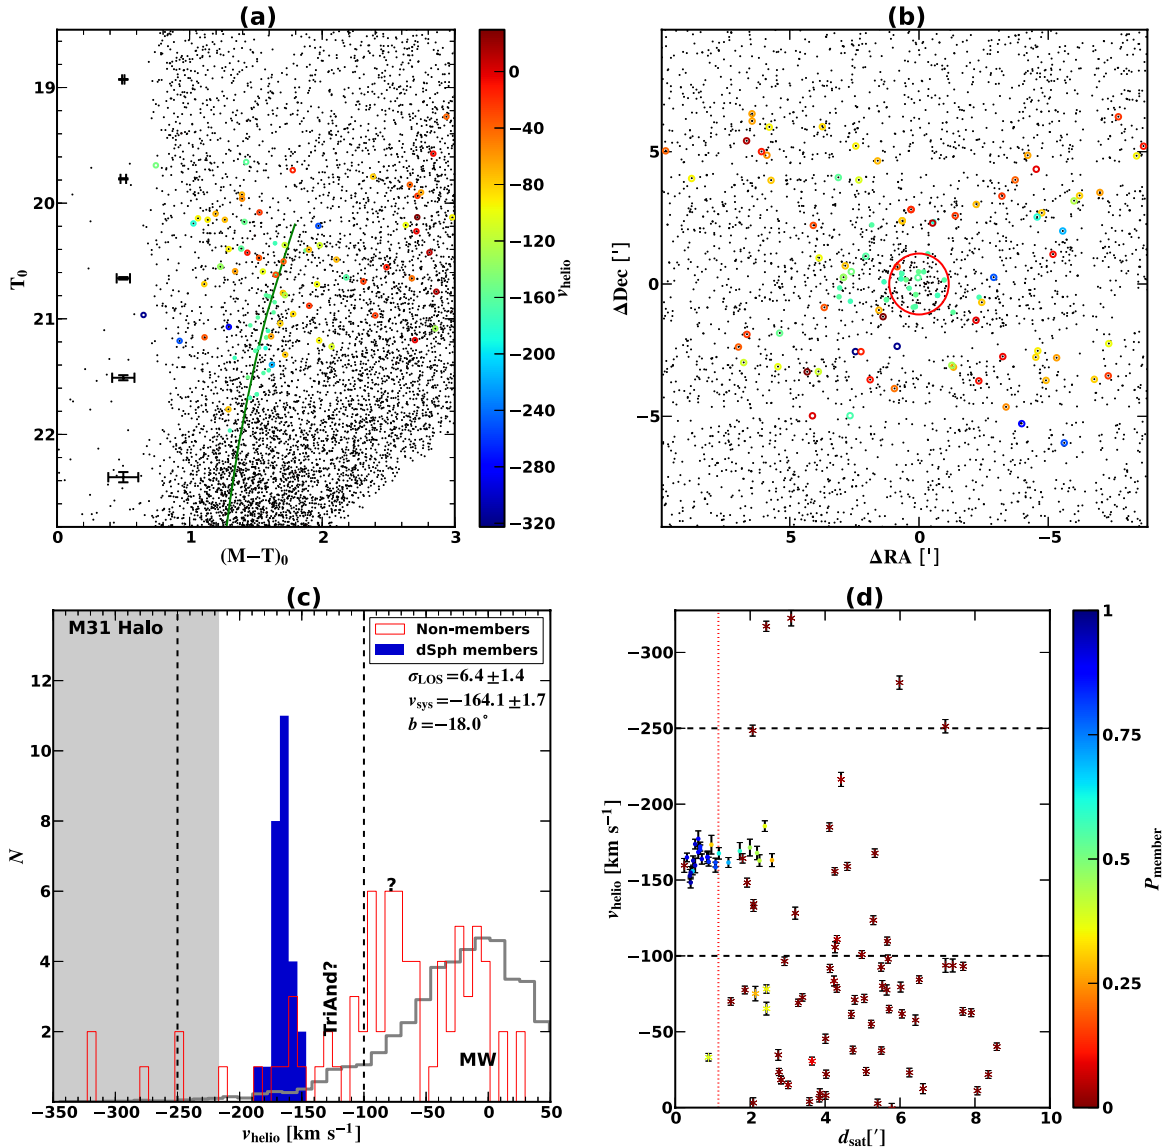 (a)
19
20
21
22
T0
0
1
2
3
(M−T)0
0
−40
−80
−120
−160
−200
−240
−280
−320
vhelio
(b)
5
0
−5
ΔDec [']
5
0
−5
ΔRA [']
(c)
M31 Halo
Non-members
dSph members
σLOS = 6.4 ± 1.4
vsys = −164.1 ± 1.7
b = −18.0°
?
TriAnd?
MW
12
10
8
6
4
2
N
−350
−300
−250
−200
−150
−100
−50
0
50
vhelio [km s−1]
(d)
−300
−250
−200
−150
−100
−50
0
vhelio [km s−1]
0
2
4
6
8
10
dsat[']
1
0.75
0.5
0.25
0
Pmember